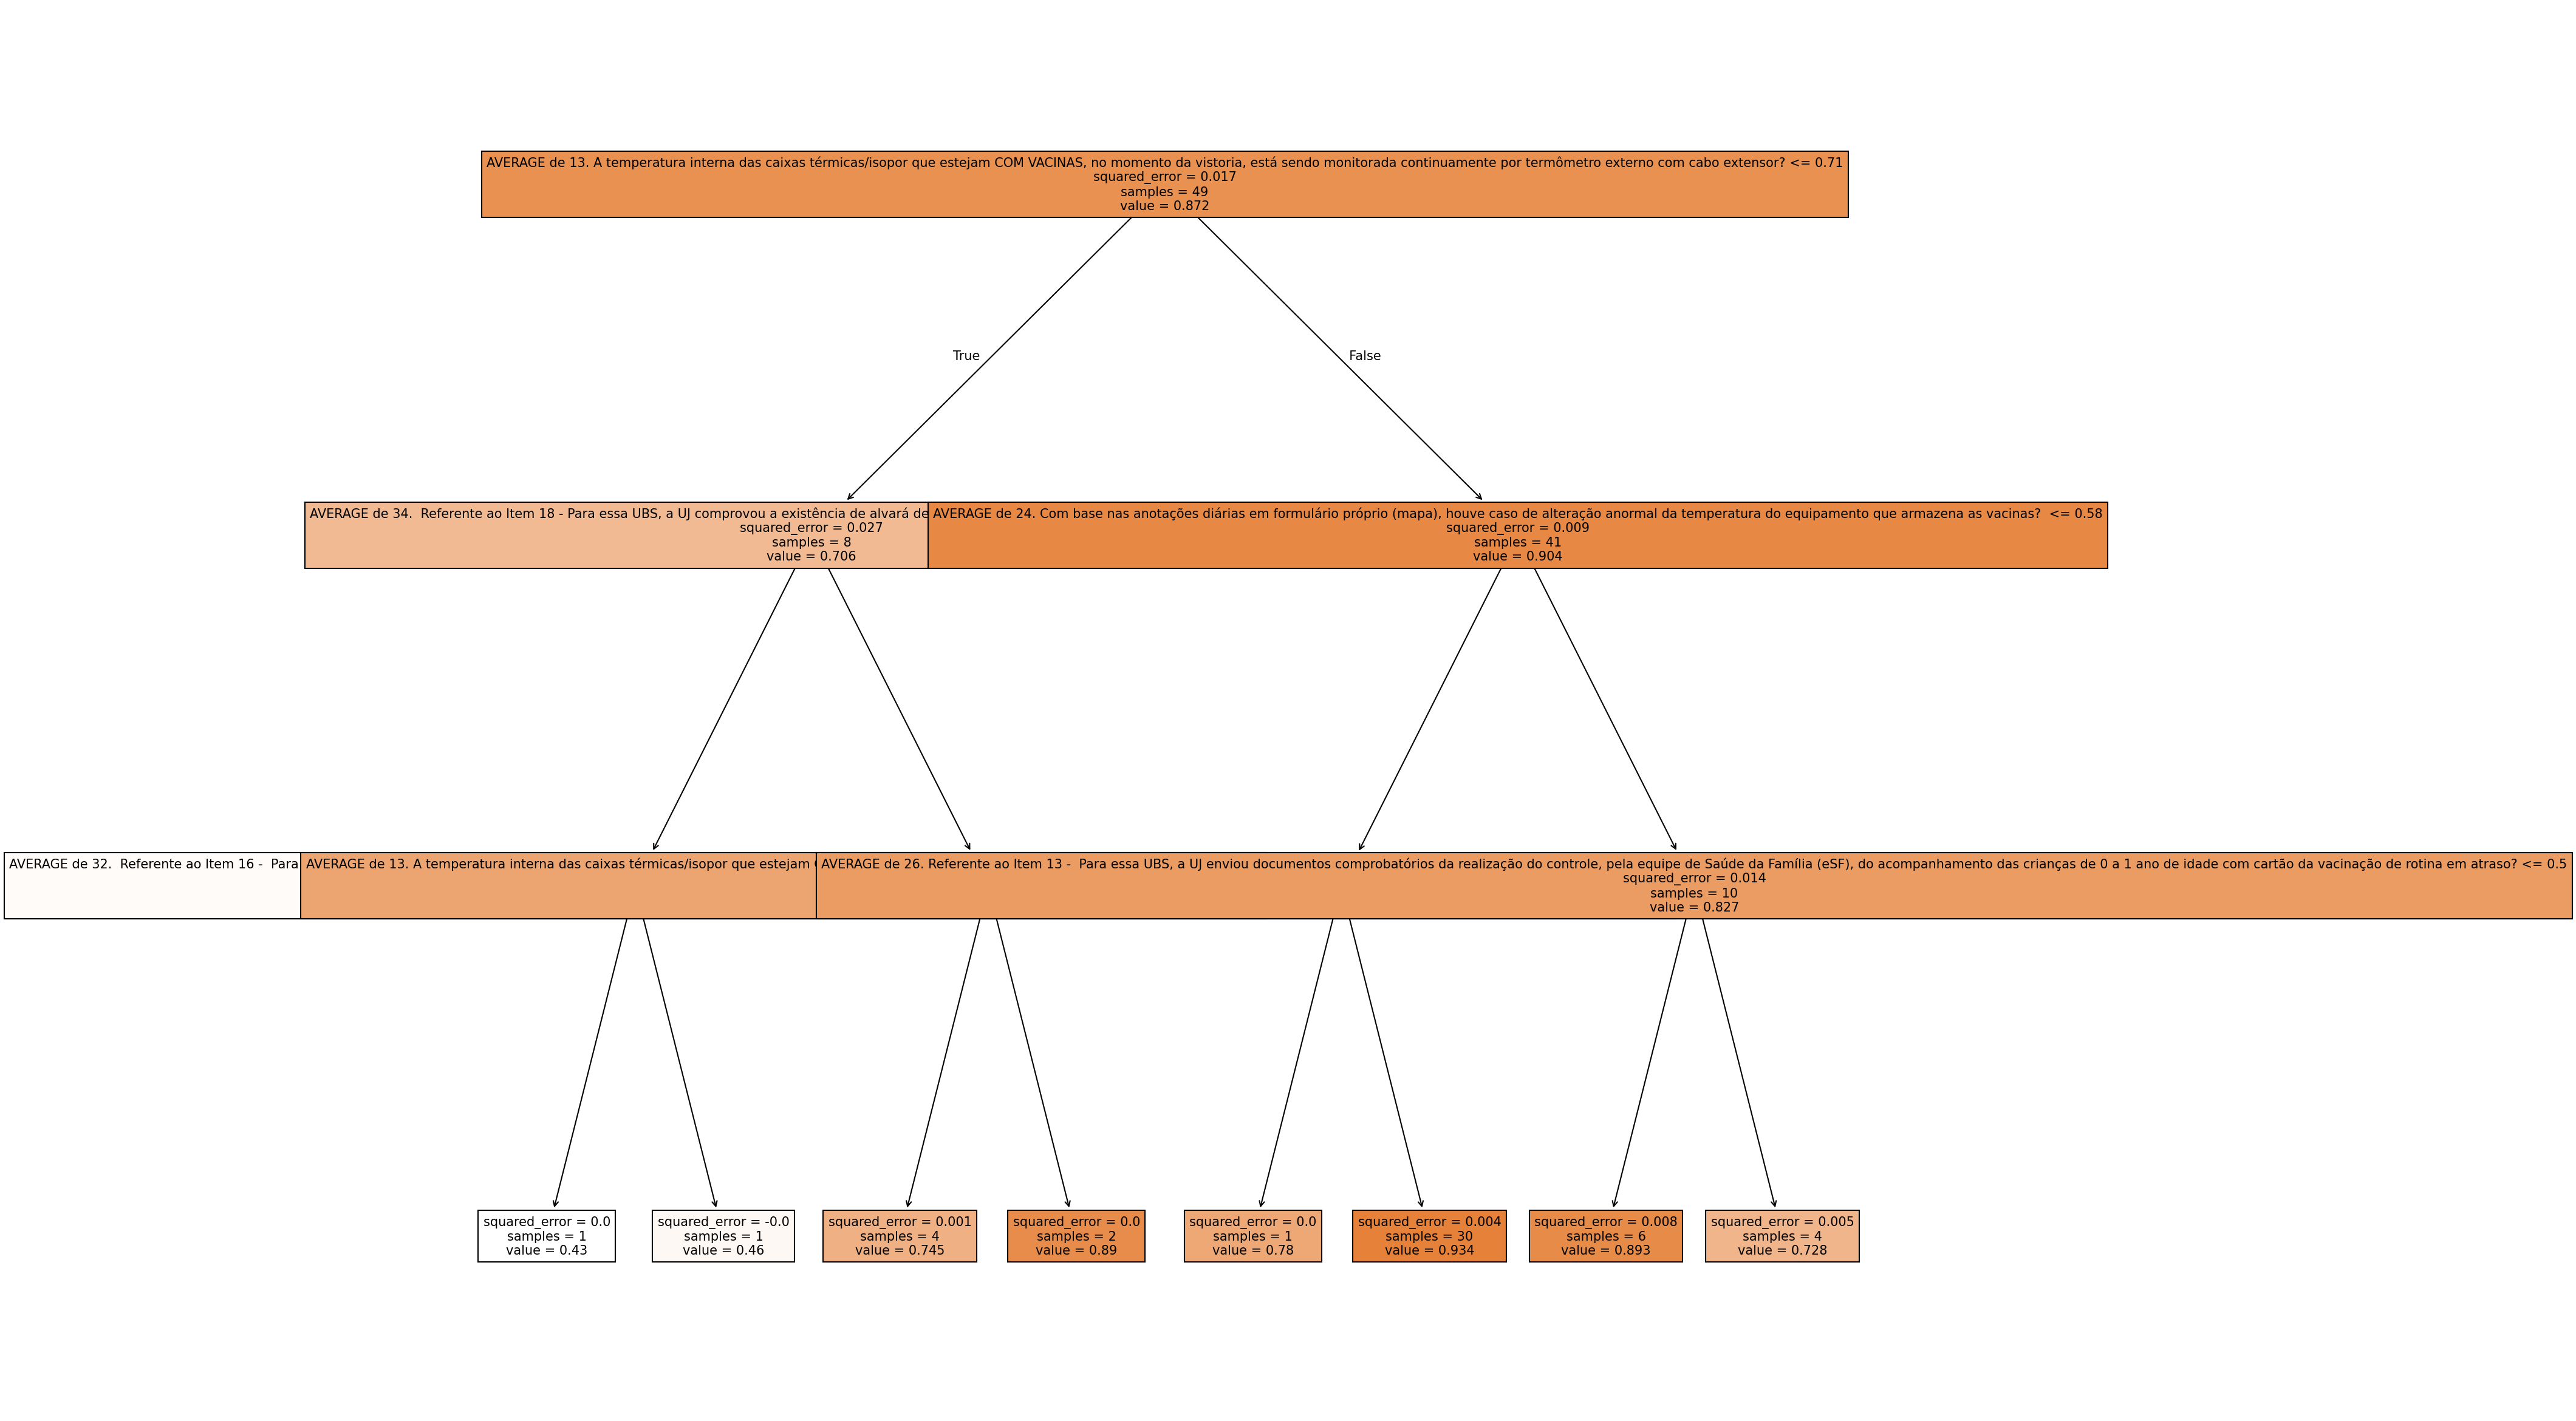 AVERAGE de 13. A temperatura interna das caixas térmicas/isopor que estejam COM VACINAS, no momento da vistoria, está sendo monitorada continuamente por termômetro externo com cabo extensor? <= 0.71
squared_error = 0.017
samples = 49
value = 0.872
True
False
AVERAGE de 34.  Referente ao Item 18 - Para essa UBS, a UJ comprovou a existência de alvará de
squared_error = 0.027
samples = 8
value = 0.706
AVERAGE de 24. Com base nas anotações diárias em formulário próprio (mapa), houve caso de alteração anormal da temperatura do equipamento que armazena as vacinas?  <= 0.58
squared_error = 0.009
samples = 41
value = 0.904
AVERAGE de 32.  Referente ao Item 16 -  Para
AVERAGE de 13. A temperatura interna das caixas térmicas/isopor que estejam
AVERAGE de 26. Referente ao Item 13 -  Para essa UBS, a UJ enviou documentos comprobatórios da realização do controle, pela equipe de Saúde da Família (eSF), do acompanhamento das crianças de 0 a 1 ano de idade com cartão da vacinação de rotina em atraso? <= 0.5
squared_error = 0.014
samples = 10
value = 0.827
squared_error = 0.0
samples = 1
value = 0.43
squared_error = -0.0
samples = 1
value = 0.46
squared_error = 0.001
samples = 4
value = 0.745
squared_error = 0.0
samples = 2
value = 0.89
squared_error = 0.0
samples = 1
value = 0.78
squared_error = 0.004
samples = 30
value = 0.934
squared_error = 0.008
samples = 6
value = 0.893
squared_error = 0.005
samples = 4
value = 0.728